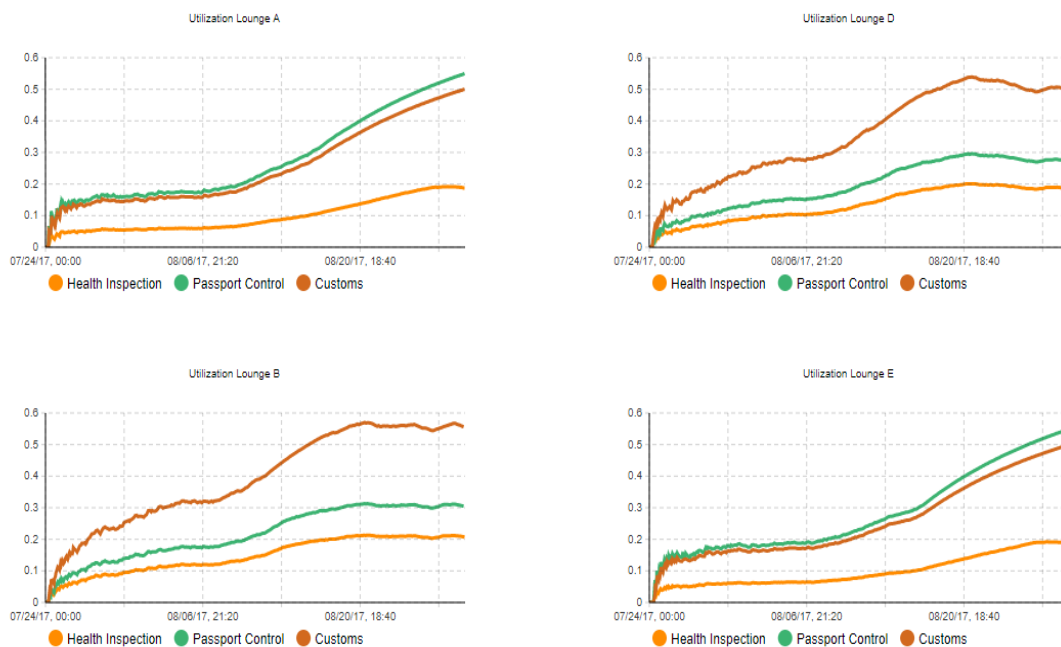 Utilization Lounge A
0.6
0.5
0.4
0.3
0.2
0.1
0
07/24/17, 00:00 08/06/17, 21:20 08/20/17, 18:40
Health Inspection Passport Control Customs
Utilization Lounge D
0.6
0.5
0.4
0.3
0.2
0.1
0
07/24/17, 00:00 08/06/17, 21:20 08/20/17, 18:40
Health Inspection Passport Control Customs
Utilization Lounge B
0.6
0.5
0.4
0.3
0.2
0.1
0
07/24/17, 00:00 08/06/17, 21:20 08/20/17, 18:40
Health Inspection Passport Control Customs
Utilization Lounge E
0.6
0.5
0.4
0.3
0.2
0.1
0
07/24/17, 00:00 08/06/17, 21:20 08/20/17, 18:40
Health Inspection Passport Control Customs